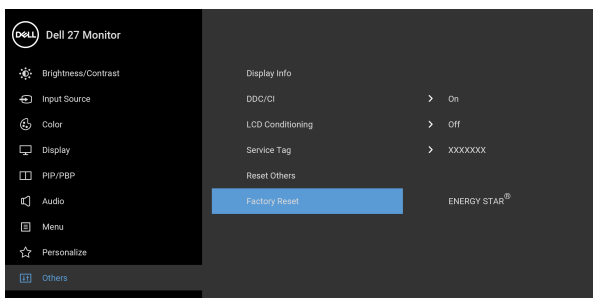 DELL Dell 27 Monitor
Brightness/Contrast Display Info
Input Source DDC/CI On
Color LCD Conditioning Off
Display Service Tag XXXXXXX
PIP/PBP Reset Others
Audio Factory Reset ENERGY STAR®
Menu
Personalize
Others